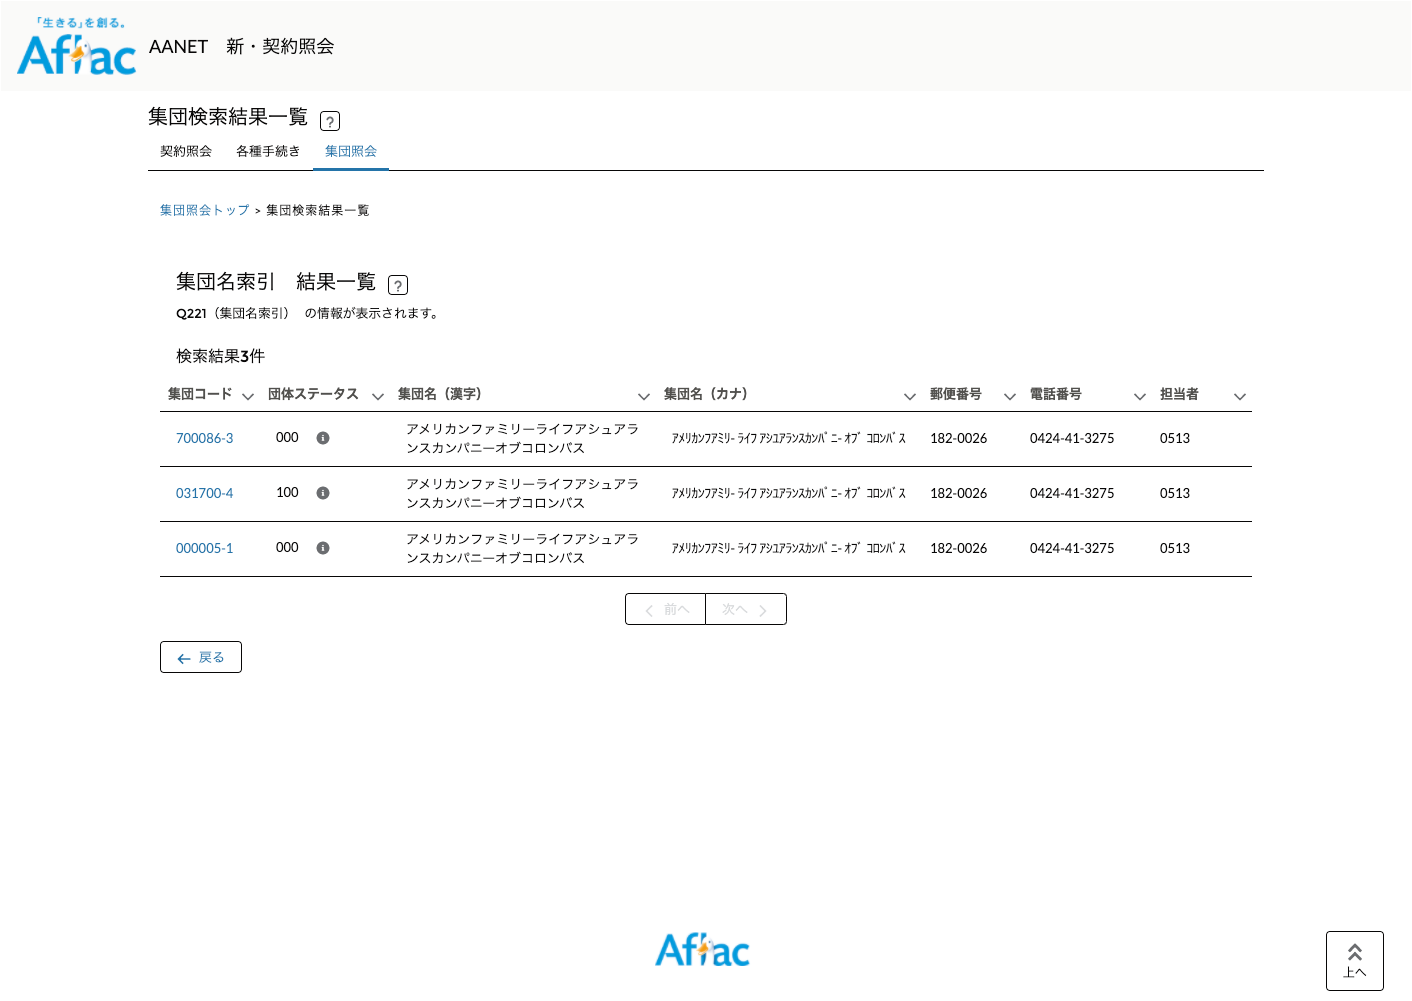 「生きる」を創る。
Aflac AANET 新・契約照会
集団検索結果一覧 ?
契約照会 各種手続き 集団照会
集団照会トップ > 集団検索結果一覧
集団名索引 結果一覧 ?
Q221（集団名索引） の情報が表示されます。
検索結果3件
集団コード 団体ステータス 集団名（漢字） 集団名（カナ） 郵便番号 電話番号 担当者
700086-3 000 アメリカンファミリーライフアシュアラ ｱﾒﾘｶﾝﾌｱﾐﾘ-ﾗｲﾌｱｼﾕｱﾗﾝｽｶﾝﾊﾟﾆ-ｵﾌﾞｺﾛﾝﾊﾞｽ 182-0026 0424-41-3275 0513
ンスカンパニーオブコロンバス
031700-4 100 アメリカンファミリーライフアシュアラ ｱﾒﾘｶﾝﾌｱﾐﾘ-ﾗｲﾌｱｼﾕｱﾗﾝｽｶﾝﾊﾟﾆ-ｵﾌﾞｺﾛﾝﾊﾞｽ 182-0026 0424-41-3275 0513
ンスカンパニーオブコロンバス
000005-1 000 アメリカンファミリーライフアシュアラ ｱﾒﾘｶﾝﾌｱﾐﾘ-ﾗｲﾌｱｼﾕｱﾗﾝｽｶﾝﾊﾟﾆ-ｵﾌﾞｺﾛﾝﾊﾞｽ 182-0026 0424-41-3275 0513
ンスカンパニーオブコロンバス
前へ 次へ
戻る
Aflac
上へ